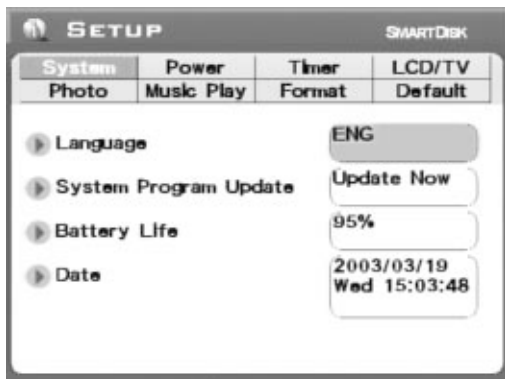 SETUP SMARTDISK
System Power Timer LCD/TV
Photo Music Play Format Default
Language ENG
System Program Update Update Now
Battery Life 95%
Date 2003/03/19
Wed 15:03:48